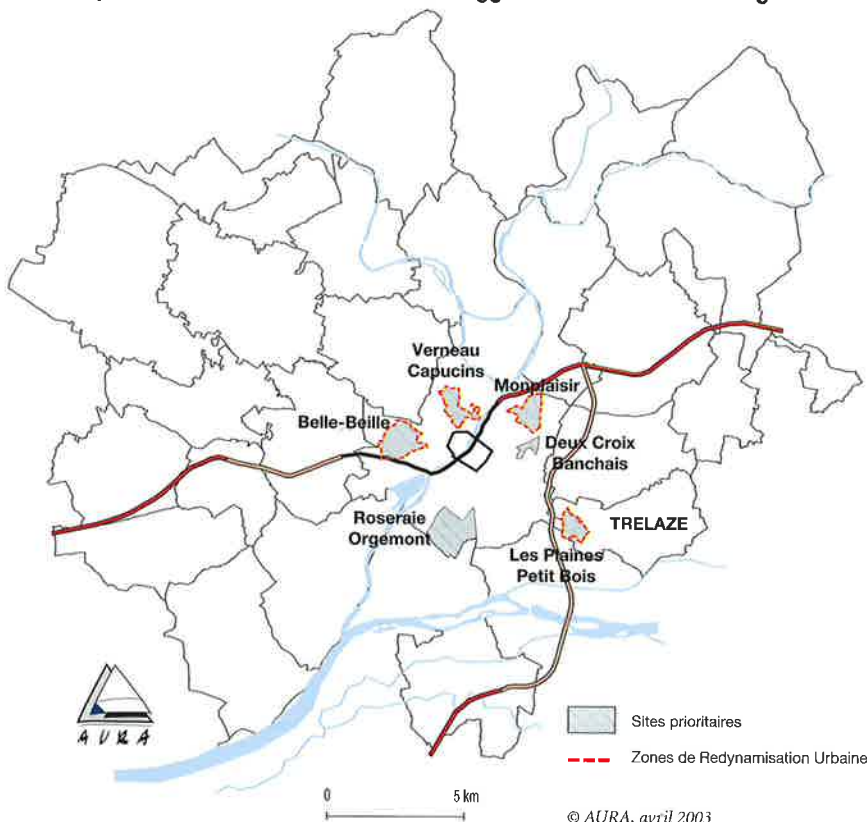 Verneau
Capucins
Monplaisir
Belle-Beille
Deux Croix
Banchais
Roseraie
Orgemont
TRELAZE
Les Plaines
Petit Bois
AURA
Sites prioritaires
Zones de Redynamisation Urbaine
0 5 km
© AURA, avril 2003